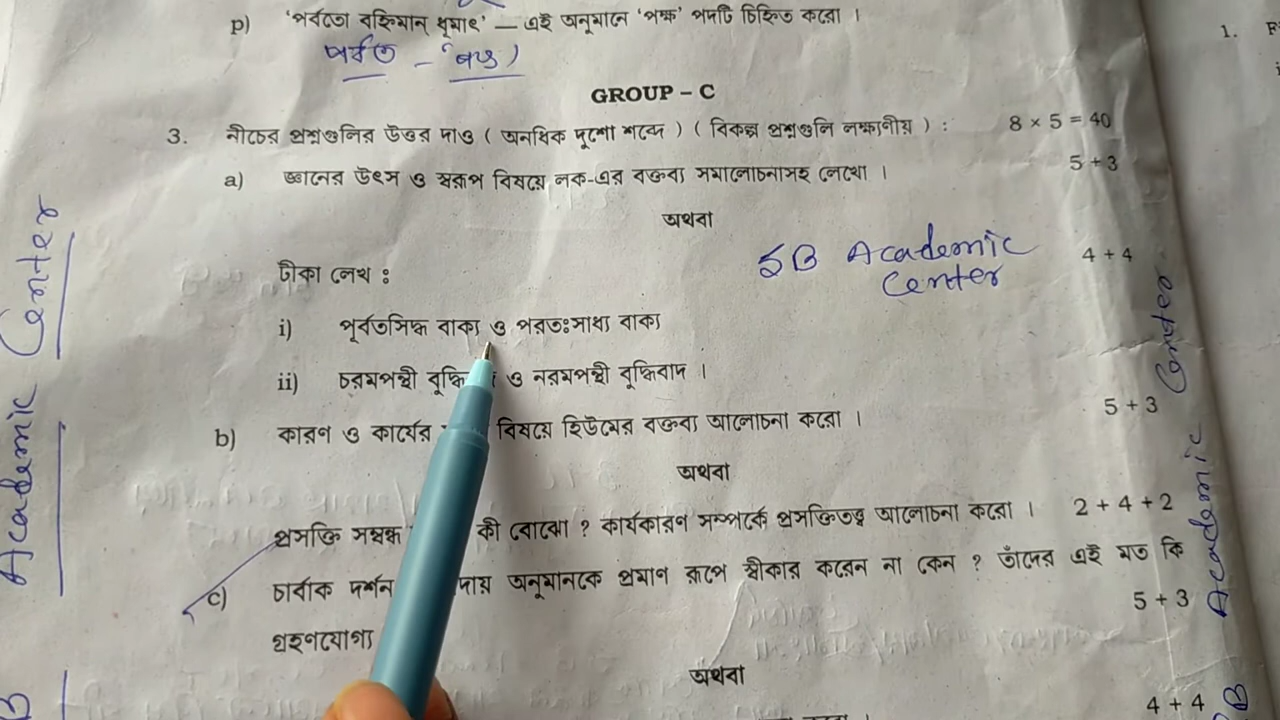 p) 'পর্বতো বহ্নিমান্ ধূমাৎ' — এই অনুমানে 'পক্ষ' পদটি চিহ্নিত করো ।
পর্বত –
1.
GROUP – C
3. নীচের প্রশ্নগুলির উত্তর দাও ( অনধিক দুশো শব্দে ) ( বিকল্প প্রশ্নগুলি লক্ষ্যণীয় ) : 8 × 5 = 40
a) জ্ঞানের উৎস ও স্বরূপ বিষয়ে লক-এর বক্তব্য সমালোচনাসহ লেখো । 5 + 3
অথবা
SB Academic Center
টীকা লেখ ঃ 4 + 4
i) পূর্বতসিদ্ধ বাক্য ও পরতঃসাধ্য বাক্য
ii) চরমপন্থী ও নরমপন্থী বুদ্ধিবাদ ।
b) কারণ ও কার্যের বিষয়ে হিউমের বক্তব্য আলোচনা করো । 5 + 3
অথবা
প্রসক্তি সম্বন্ধ কী বোঝো ? কার্যকারণ সম্পর্কে প্রসক্তিতত্ত্ব আলোচনা করো । 2 + 4 + 2
c) চার্বাক দর্শন অনুমানকে প্রমাণ রূপে স্বীকার করেন না কেন ? তাঁদের এই মত কি
গ্রহণযোগ্য 5 + 3
অথবা
4 + 4
Academic Center
Academic Center